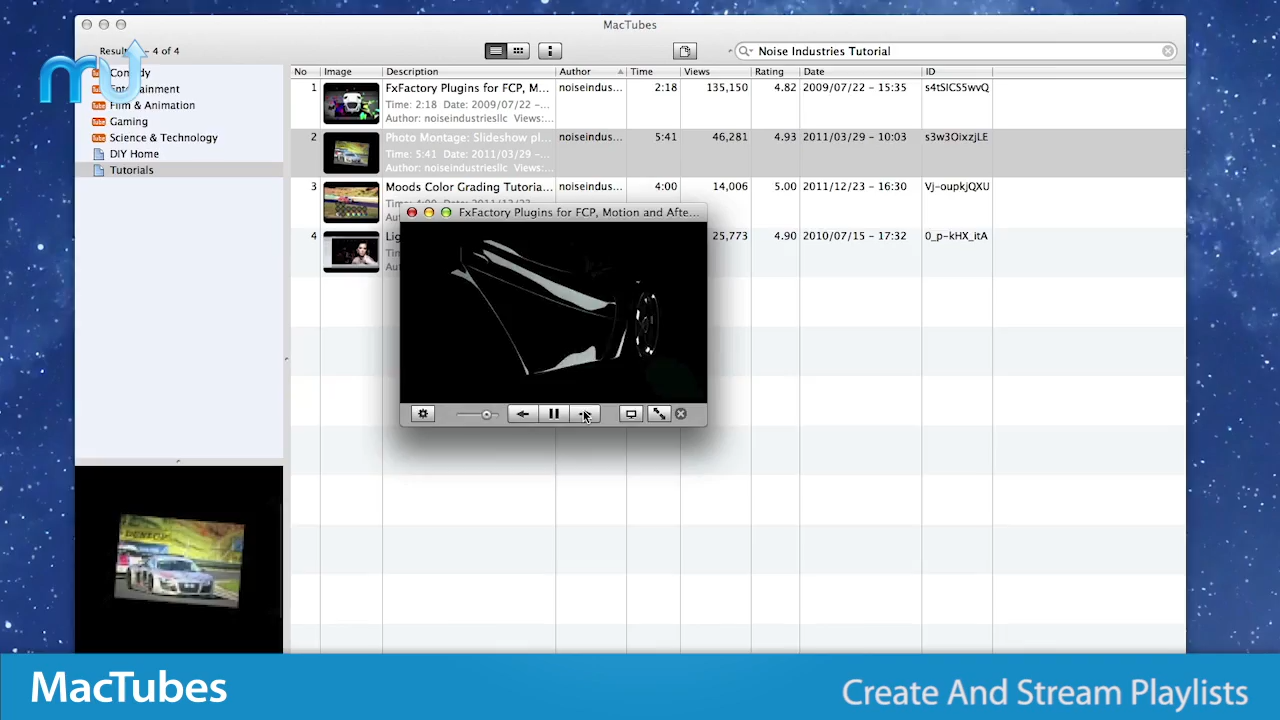 MacTubes
Results — 4 of 4
Noise Industries Tutorial
Comedy
Entertainment
Film & Animation
Gaming
Science & Technology
DIY Home
Tutorials
No Image Description Author Time Views Rating Date ID
1 FxFactory Plugins for FCP, M... noiseindus... 2:18 135,150 4.82 2009/07/22 - 15:35 s4tSIC55wvQ
Time: 2:18 Date: 2009/07/22 -...
Author: noiseindustriesllc Views:...
2 Photo Montage: Slideshow pl... noiseindus... 5:41 46,281 4.93 2011/03/29 - 10:03 s3w3OixzjLE
Time: 5:41 Date: 2011/03/29 -...
Author: noiseindustriesllc Views:...
3 Moods Color Grading Tutoria... noiseindus... 4:00 14,006 5.00 2011/12/23 - 16:30 Vj-oupkjQXU
4 25,773 4.90 2010/07/15 - 17:32 0_p-kHX_itA
FxFactory Plugins for FCP, Motion and Afte...
DUNLOP
MacTubes
Create And Stream Playlists